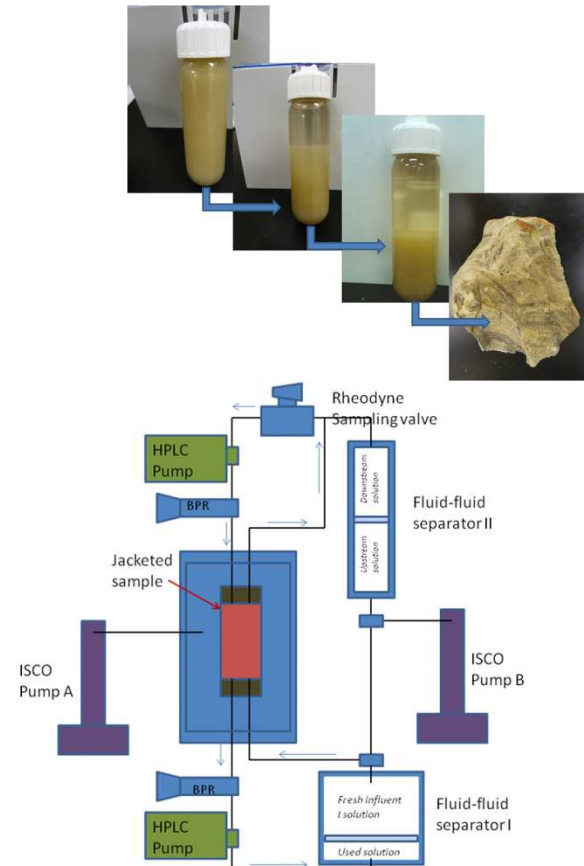 Rheodyne
Sampling valve
HPLC
Pump
BPR
Downstream
solution
Upstream
solution
Fluid-fluid
separator II
Jacketed
sample
ISCO
Pump A
ISCO
Pump B
BPR
HPLC
Pump
Fresh influent
I solution
Used solution
Fluid-fluid
separator I